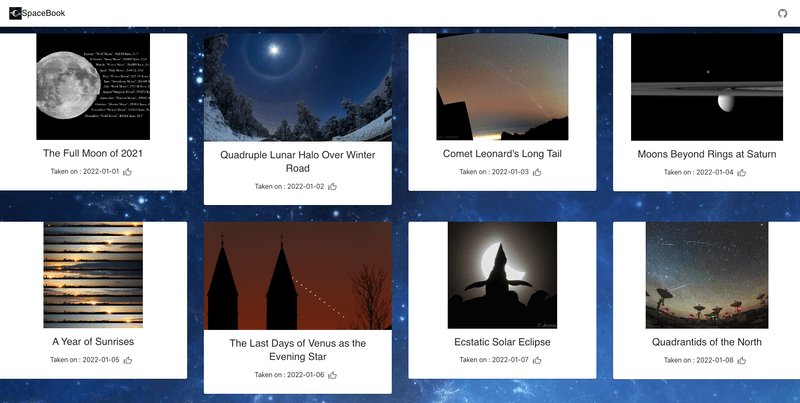 SpaceBook
The Full Moon of 2021
Taken on : 2022-01-01
Quadruple Lunar Halo Over Winter
Road
Taken on : 2022-01-02
Comet Leonard's Long Tail
Taken on : 2022-01-03
Moons Beyond Rings at Saturn
Taken on : 2022-01-04
A Year of Sunrises
Taken on : 2022-01-05
The Last Days of Venus as the
Evening Star
Taken on : 2022-01-06
Ecstatic Solar Eclipse
Taken on : 2022-01-07
Quadrantids of the North
Taken on : 2022-01-08